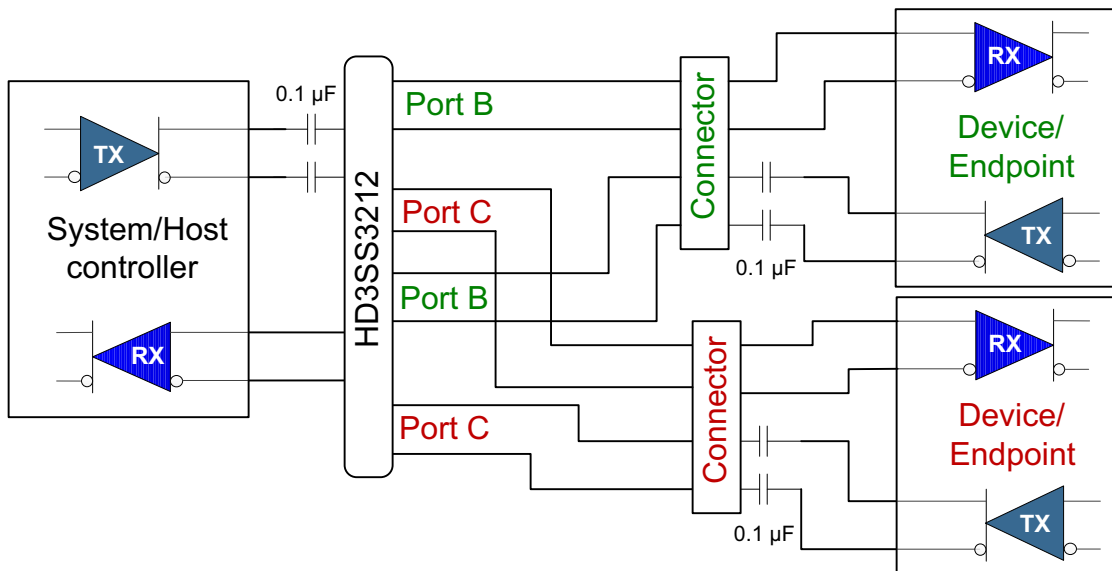 0.1 µF
TX
System/Host
controller
RX
HD3SS3212
Port B
Port C
Port B
Port C
Connector
0.1 µF
RX
Device/
Endpoint
TX
Connector
0.1 µF
RX
Device/
Endpoint
TX